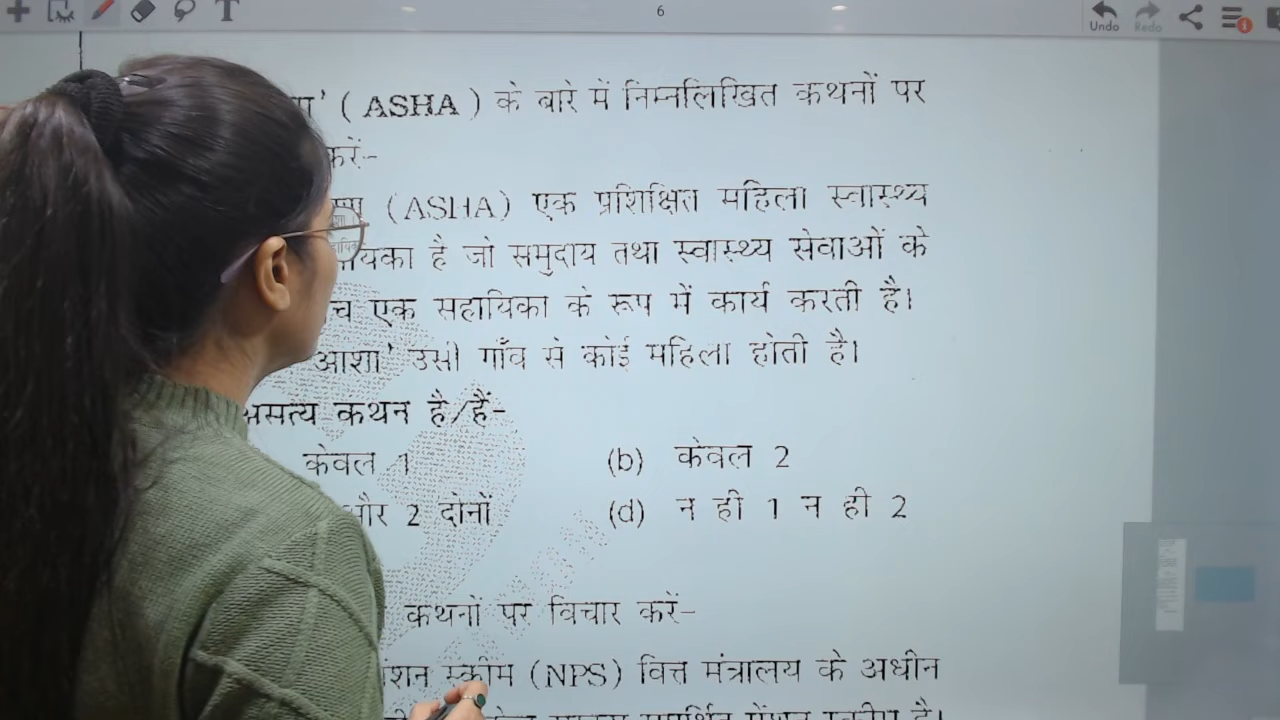 6
Undo Redo
' (ASHA) के बारे में निम्नलिखित कथनों पर
करें:-
(ASHA) एक प्रशिक्षित महिला स्वास्थ्य
है जो समुदाय तथा स्वास्थ्य सेवाओं के
एक सहायिका के रूप में कार्य करती है।
आशा' उसी गाँव से कोई महिला होती है।
असत्य कथन है/हैं-
केवल 1 (b) केवल 2
और 2 दोनों (d) न ही 1 न ही 2
कथनों पर विचार करें-
स्कीम (NPS) वित्त मंत्रालय के अधीन
पेंशन स्कीम है।